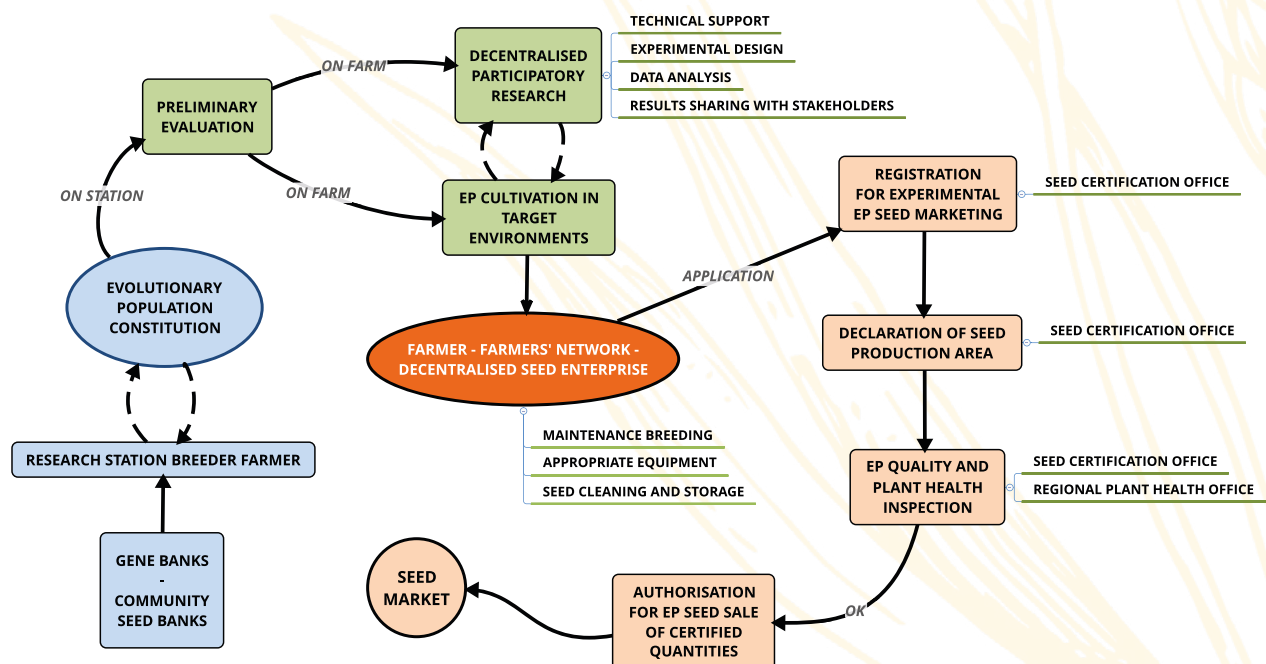 TECHNICAL SUPPORT
EXPERIMENTAL DESIGN
DATA ANALYSIS
RESULTS SHARING WITH STAKEHOLDERS
DECENTRALISED
PARTICIPATORY
RESEARCH
ON FARM
PRELIMINARY
EVALUATION
ON STATION
ON FARM
EP CULTIVATION IN
TARGET
ENVIRONMENTS
REGISTRATION
FOR EXPERIMENTAL
EP SEED MARKETING
SEED CERTIFICATION OFFICE
APPLICATION
EVOLUTIONARY
POPULATION
CONSTITUTION
FARMER - FARMERS' NETWORK -
DECENTRALISED SEED ENTERPRISE
DECLARATION OF SEED
PRODUCTION AREA
SEED CERTIFICATION OFFICE
MAINTENANCE BREEDING
APPROPRIATE EQUIPMENT
SEED CLEANING AND STORAGE
RESEARCH STATION BREEDER FARMER
EP QUALITY AND
PLANT HEALTH
INSPECTION
SEED CERTIFICATION OFFICE
REGIONAL PLANT HEALTH OFFICE
GENE BANKS
-
COMMUNITY
SEED BANKS
SEED
MARKET
AUTHORISATION
FOR EP SEED SALE
OF CERTIFIED
QUANTITIES
OK